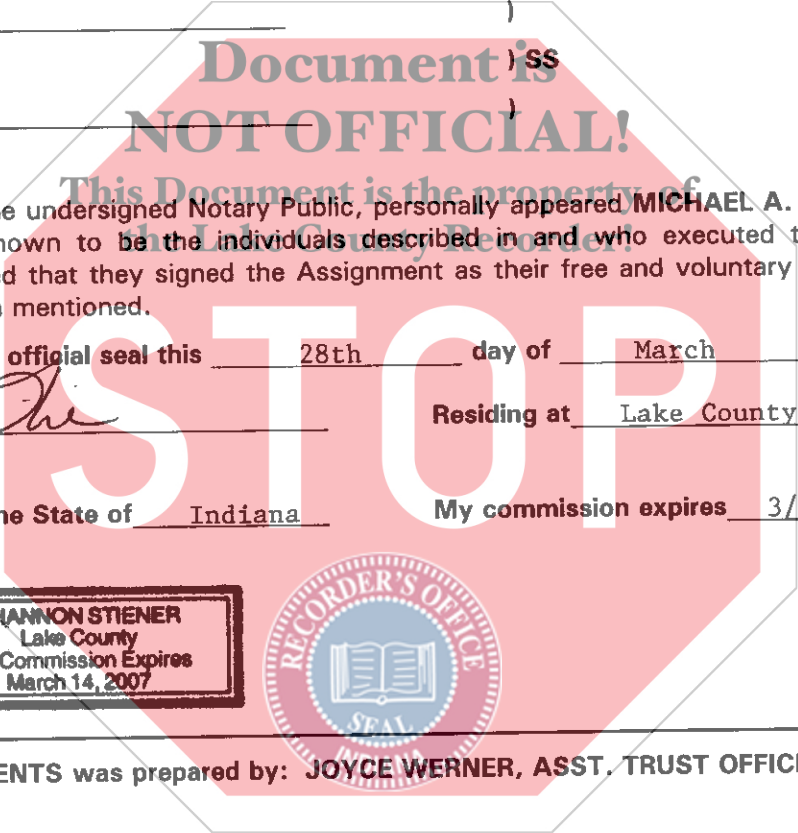 )
) SS
)
Document is
NOT OFFICIAL!
This Document is the property of
the Lake County Recorder!
e undersigned Notary Public, personally appeared MICHAEL A.
nown to be the individuals described in and who executed t
d that they signed the Assignment as their free and voluntary
mentioned.
official seal this 28th day of March
Residing at Lake County
ne State of Indiana My commission expires 3/
STOP
HANNON STIENER
Lake County
Commission Expires
March 14, 2007
RECORDER'S OFFICE
SEAL
INDIANA
ENTS was prepared by: JOYCE WERNER, ASST. TRUST OFFICE